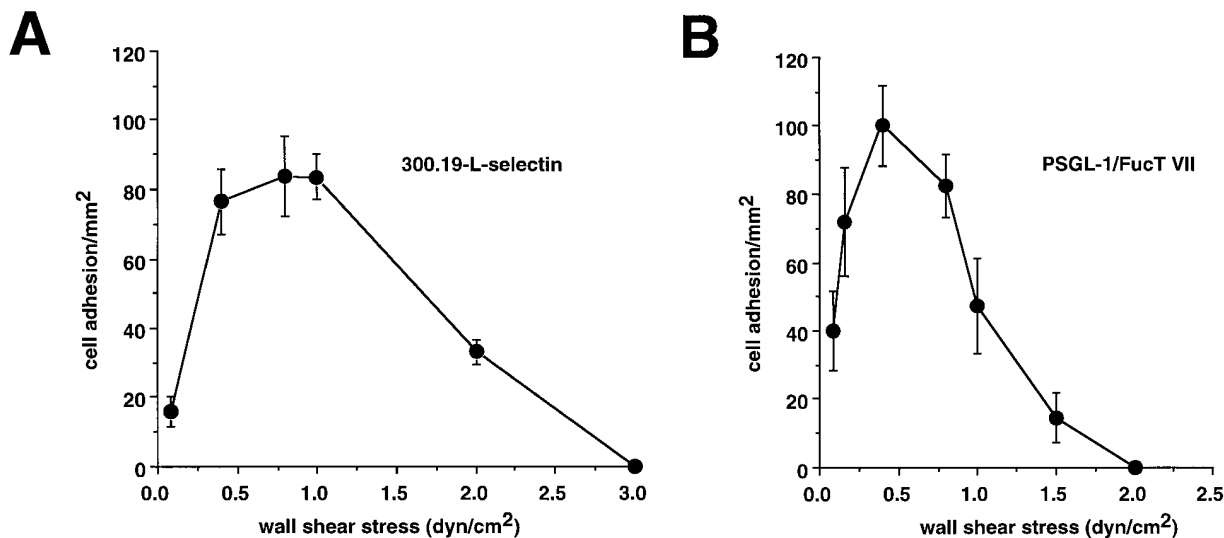 A
120
100
80
60
40
20
0
cell adhesion/mm²
300.19-L-selectin
0.0 0.5 1.0 1.5 2.0 2.5 3.0
wall shear stress (dyn/cm²)
B
120
100
80
60
40
20
0
cell adhesion/mm²
PSGL-1/FucT VII
0.0 0.5 1.0 1.5 2.0 2.5
wall shear stress (dyn/cm²)